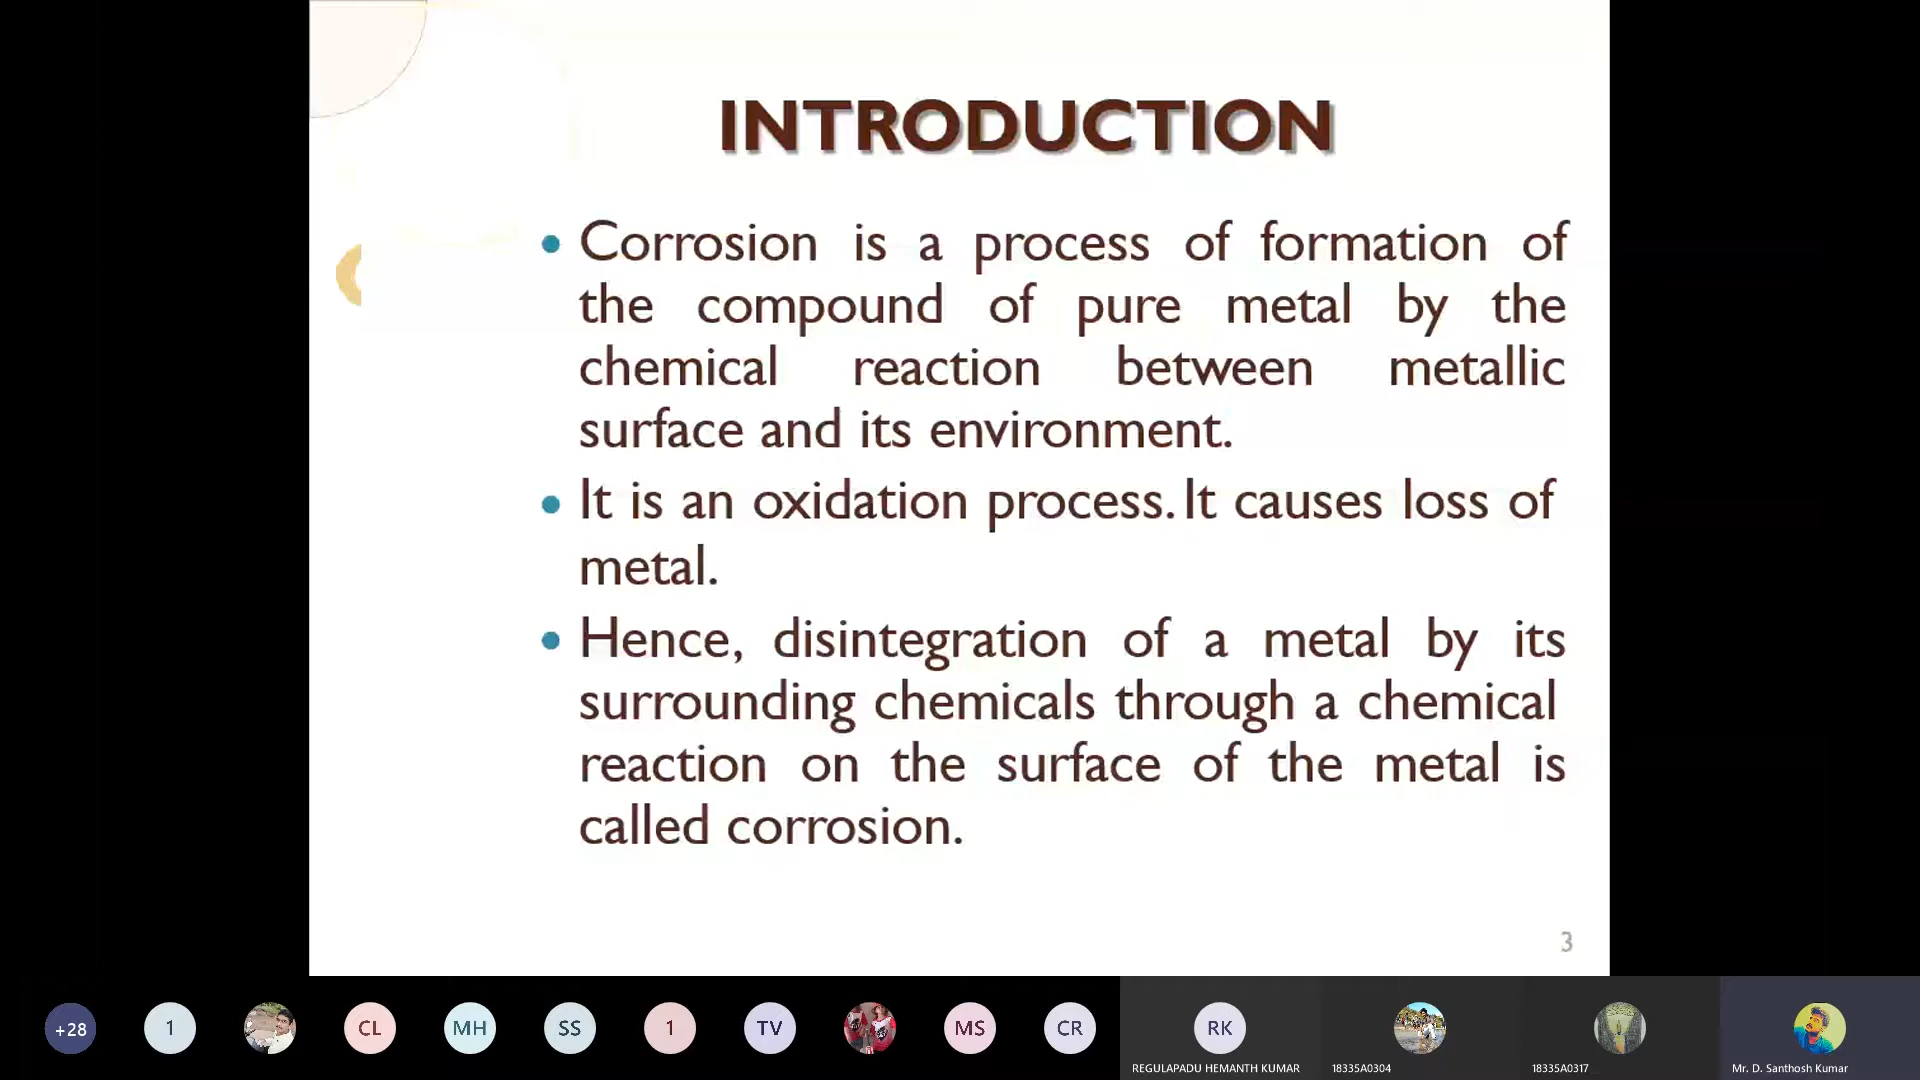 INTRODUCTION
• Corrosion is a process of formation of
the compound of pure metal by the
chemical reaction between metallic
surface and its environment.
• It is an oxidation process. It causes loss of
metal.
• Hence, disintegration of a metal by its
surrounding chemicals through a chemical
reaction on the surface of the metal is
called corrosion.
3
+28
1
CL
MH
SS
1
TV
MS
CR
RK
REGULAPADU HEMANTH KUMAR
18335A0304
18335A0317
Mr. D. Santhosh Kumar